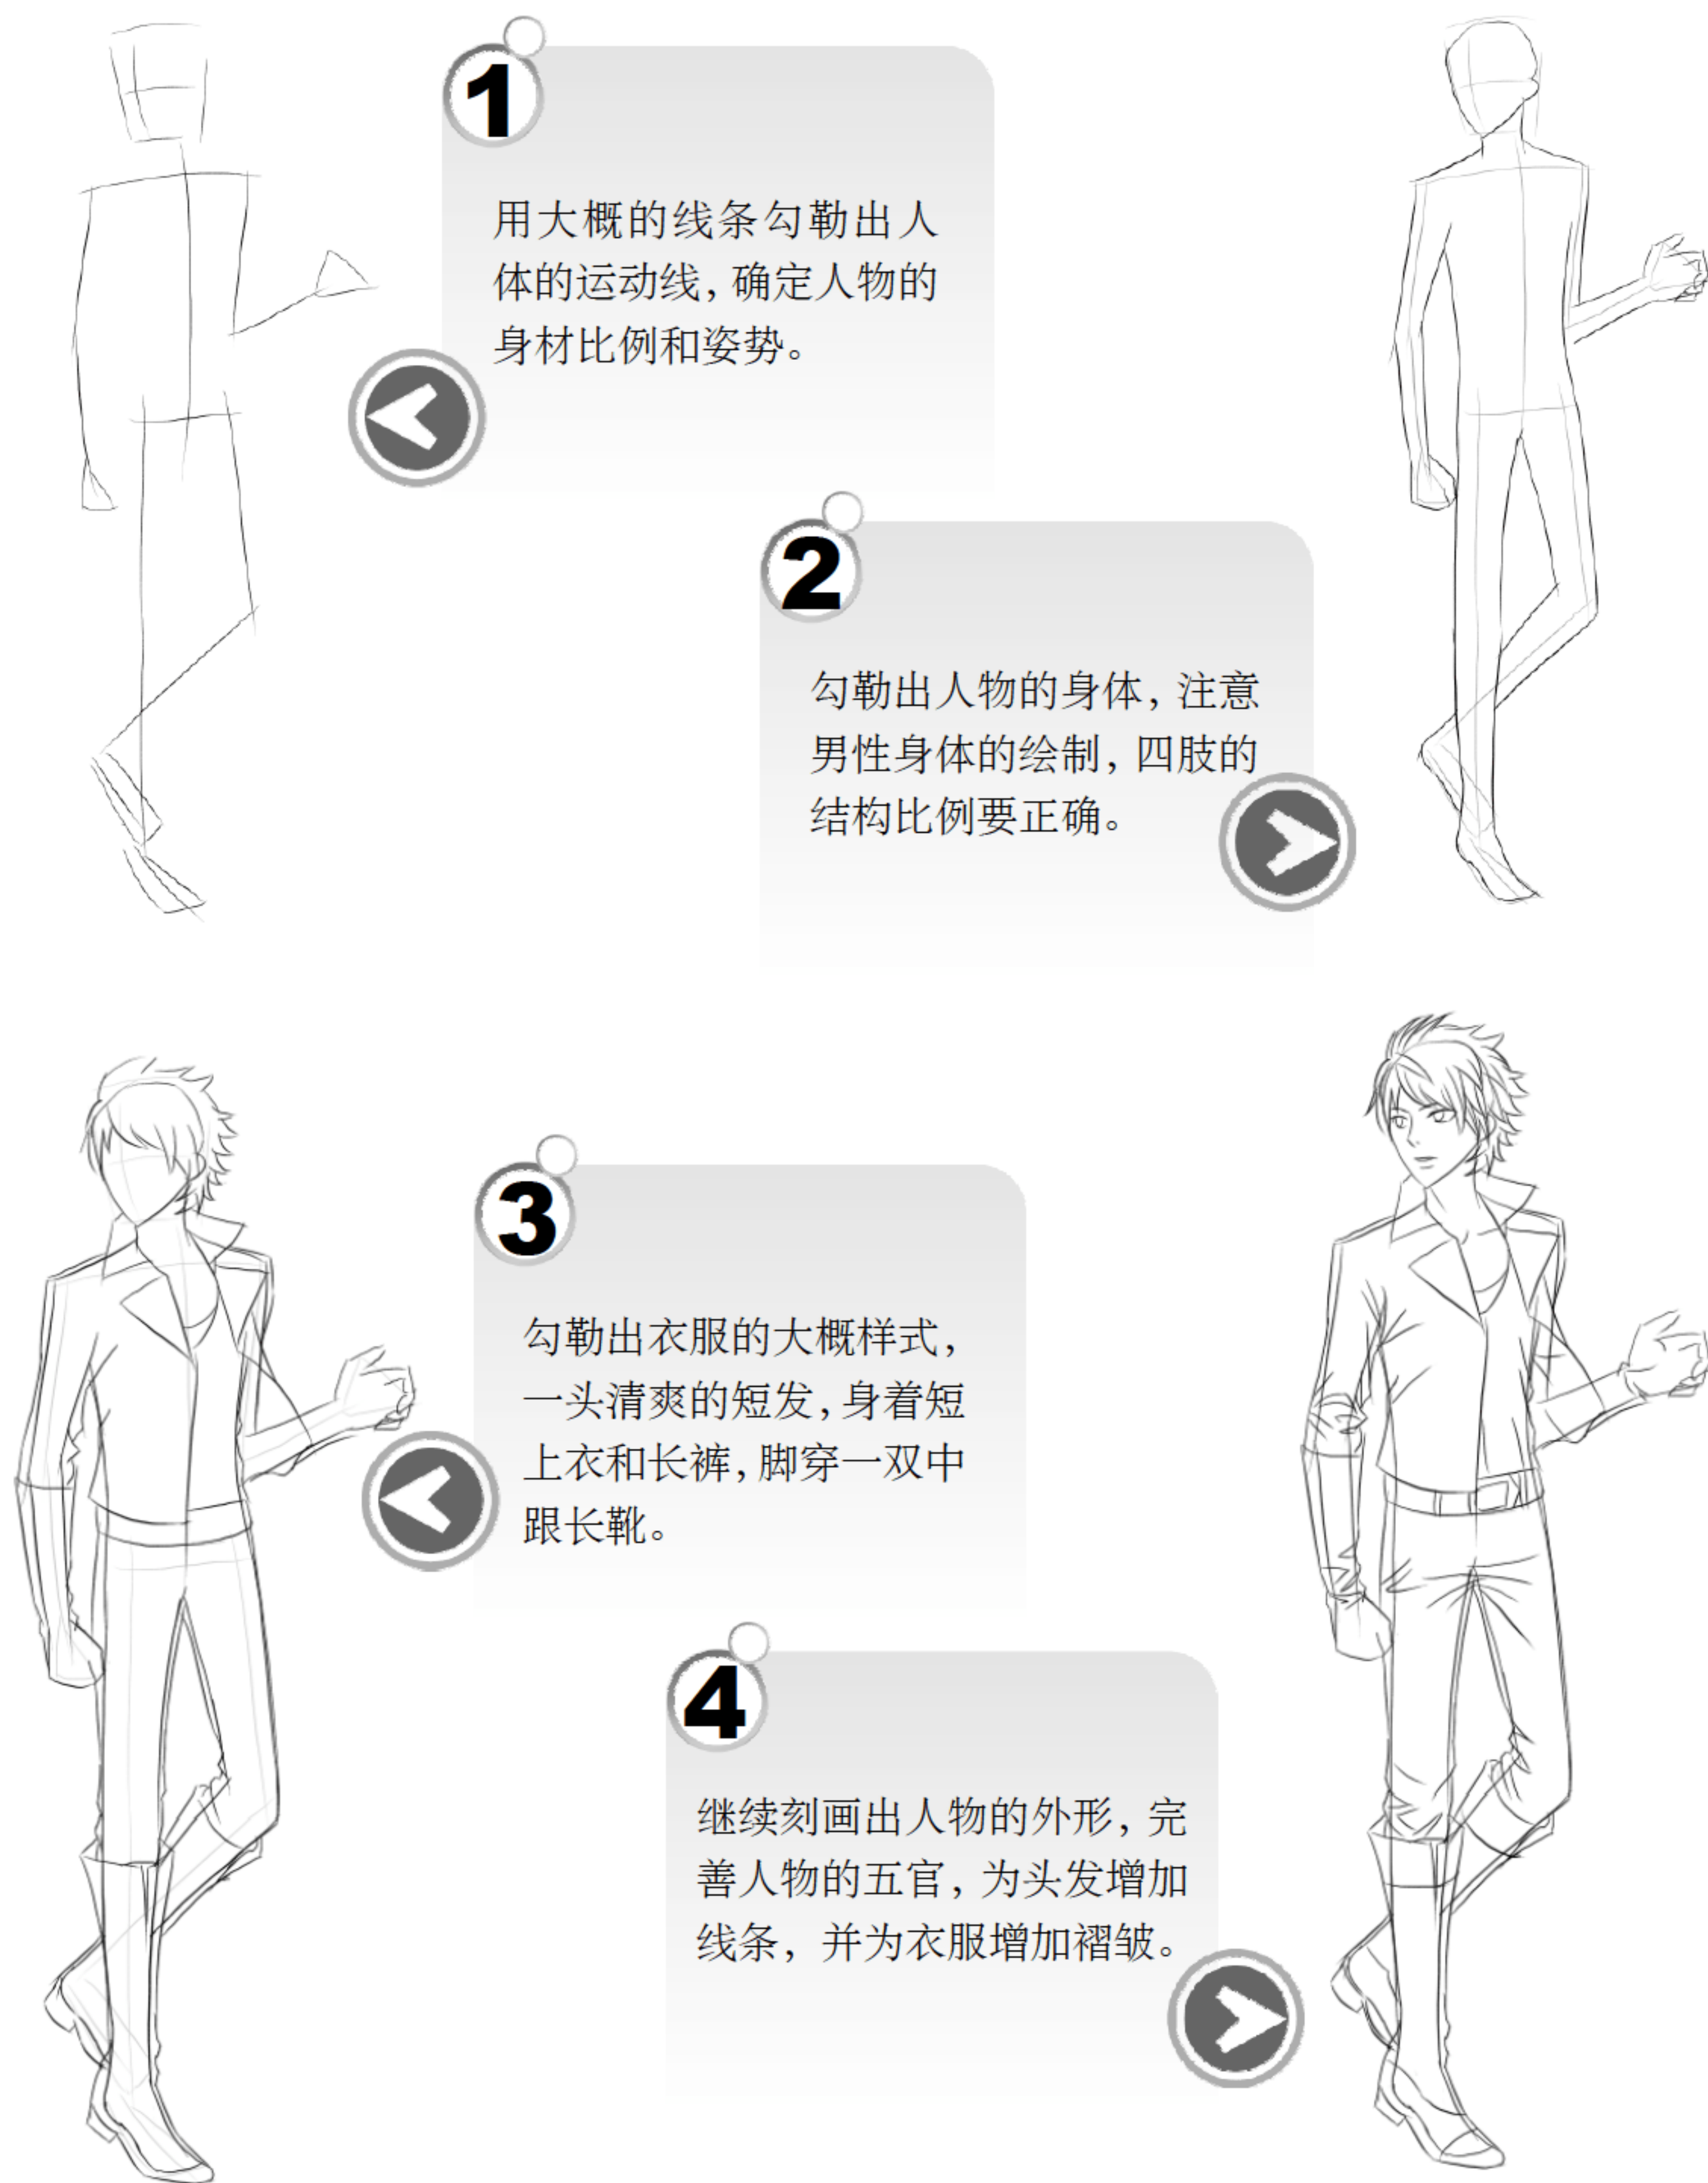 1
用大概的线条勾勒出人
体的运动线，确定人物的
身材比例和姿势。
2
勾勒出人物的身体，注意
男性身体的绘制，四肢的
结构比例要正确。
3
勾勒出衣服的大概样式，
一头清爽的短发，身着短
上衣和长裤，脚穿一双中
跟长靴。
4
继续刻画出人物的外形，完
善人物的五官，为头发增加
线条，并为衣服增加褶皱。